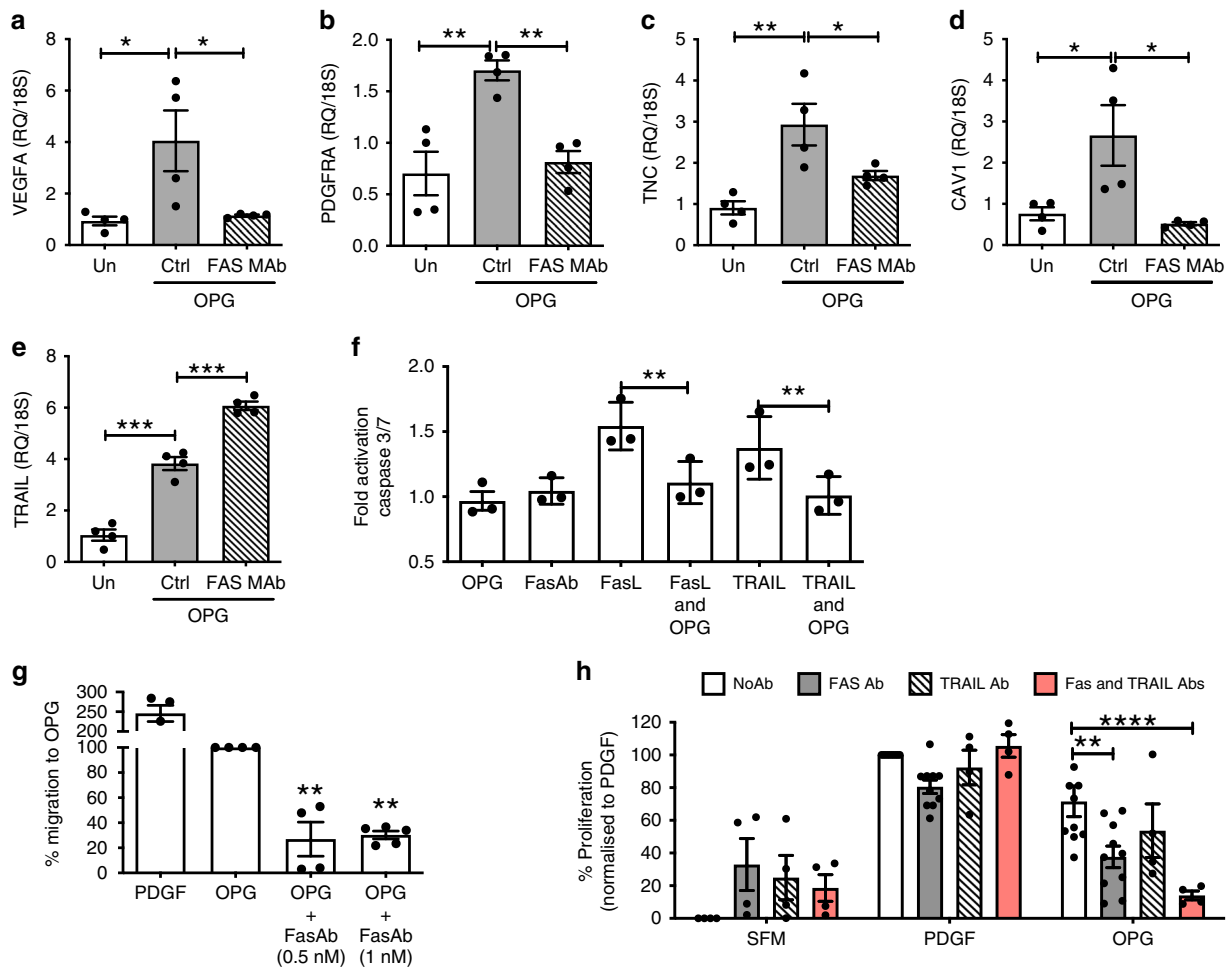 a
VEGFA (RQ/18S)
8
6
4
2
0
*
*
Un
Ctrl
FAS MAb
OPG
b
PDGFRA (RQ/18S)
2.0
1.5
1.0
0.5
0.0
**
**
Un
Ctrl
FAS MAb
OPG
c
TNC (RQ/18S)
5
4
3
2
1
0
**
*
Un
Ctrl
FAS MAb
OPG
d
CAV1 (RQ/18S)
5
4
3
2
1
0
*
*
Un
Ctrl
FAS MAb
OPG
e
TRAIL (RQ/18S)
8
6
4
2
0
***
***
Un
Ctrl
FAS MAb
OPG
f
Fold activation
caspase 3/7
2.0
1.5
1.0
0.5
**
**
OPG
FasAb
FasL
FasL
and
OPG
TRAIL
TRAIL
and
OPG
g
% migration to OPG
300
250
200
100
80
60
40
20
0
**
**
PDGF
OPG
OPG
+
FasAb
(0.5 nM)
OPG
+
FasAb
(1 nM)
h
NoAb
FAS Ab
TRAIL Ab
Fas and TRAIL Abs
% Proliferation
(normalised to PDGF)
120
100
80
60
40
20
0
****
**
SFM
PDGF
OPG